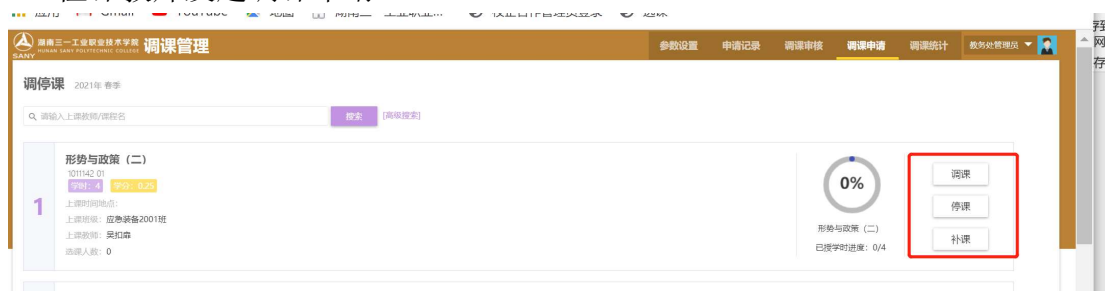 Gmail
YouTube
地图
湖南三一工业职业技术学院 调课管理
HUNAN SANY POLYTECHNIC COLLEGE
SANY
参数设置 申请记录 调课审核 调课申请 调课统计 教务处管理员
调停课 2021年 春季
请输入上课教师/课程名 搜索 [高级搜索]
形势与政策（二）
1011142 01
学时：4 学分：0.25
1
上课时间地点：
上课班级：应急装备2001班
上课教师：吴扣霖
选课人数：0
0%
形势与政策（二）
已授学时进度：0/4
调课
停课
补课
网
存